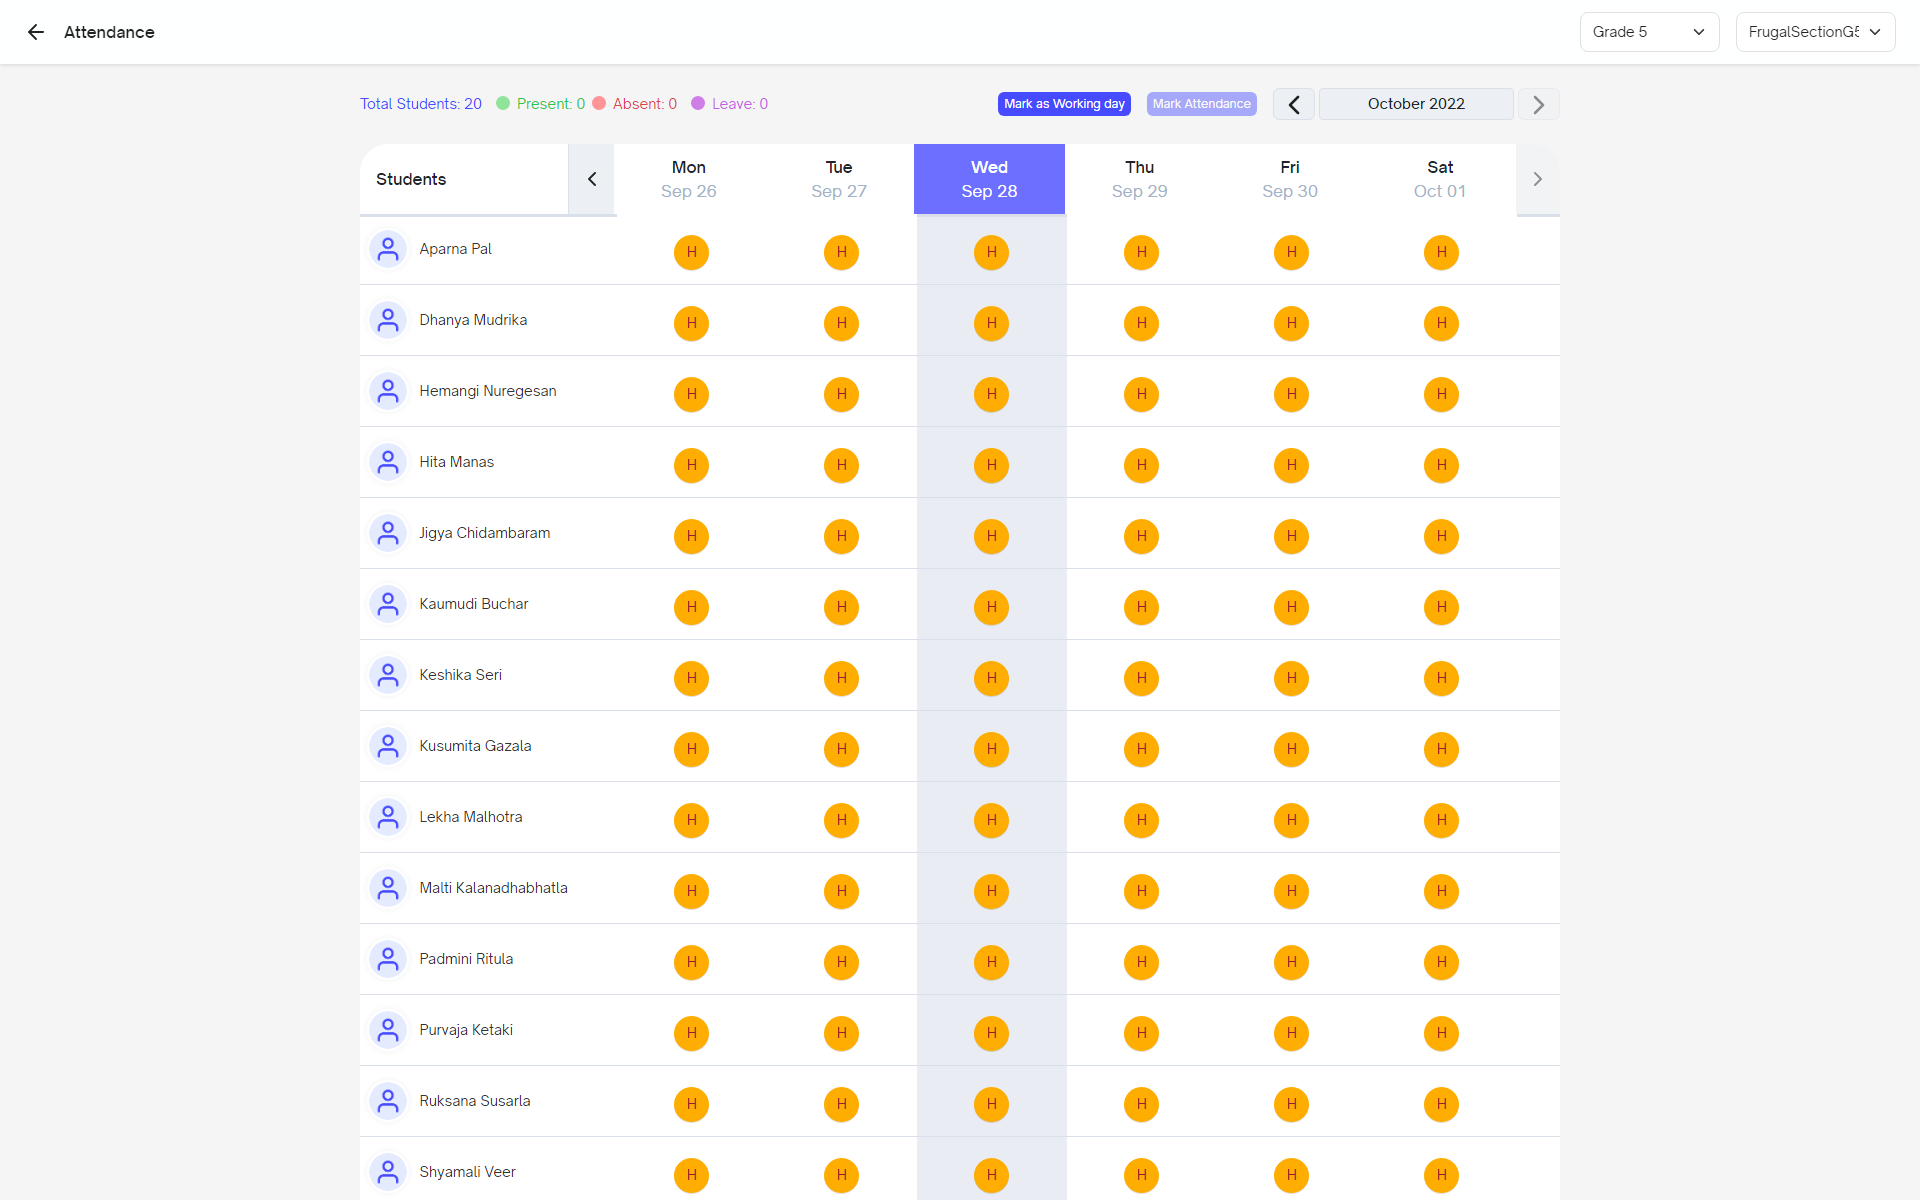 Attendance
Grade 5
FrugalSectionG5
Total Students: 20 Present: 0 Absent: 0 Leave: 0
Mark as Working day
Mark Attendance
October 2022
Students Mon Tue Wed Thu Fri Sat
Sep 26 Sep 27 Sep 28 Sep 29 Sep 30 Oct 01
Aparna Pal H H H H H H
Dhanya Mudrika H H H H H H
Hemangi Nuregesan H H H H H H
Hita Manas H H H H H H
Jigya Chidambaram H H H H H H
Kaumudi Buchar H H H H H H
Keshika Seri H H H H H H
Kusumita Gazala H H H H H H
Lekha Malhotra H H H H H H
Malti Kalanadhabhatla H H H H H H
Padmini Ritula H H H H H H
Purvaja Ketaki H H H H H H
Ruksana Susarla H H H H H H
Shyamali Veer H H H H H H